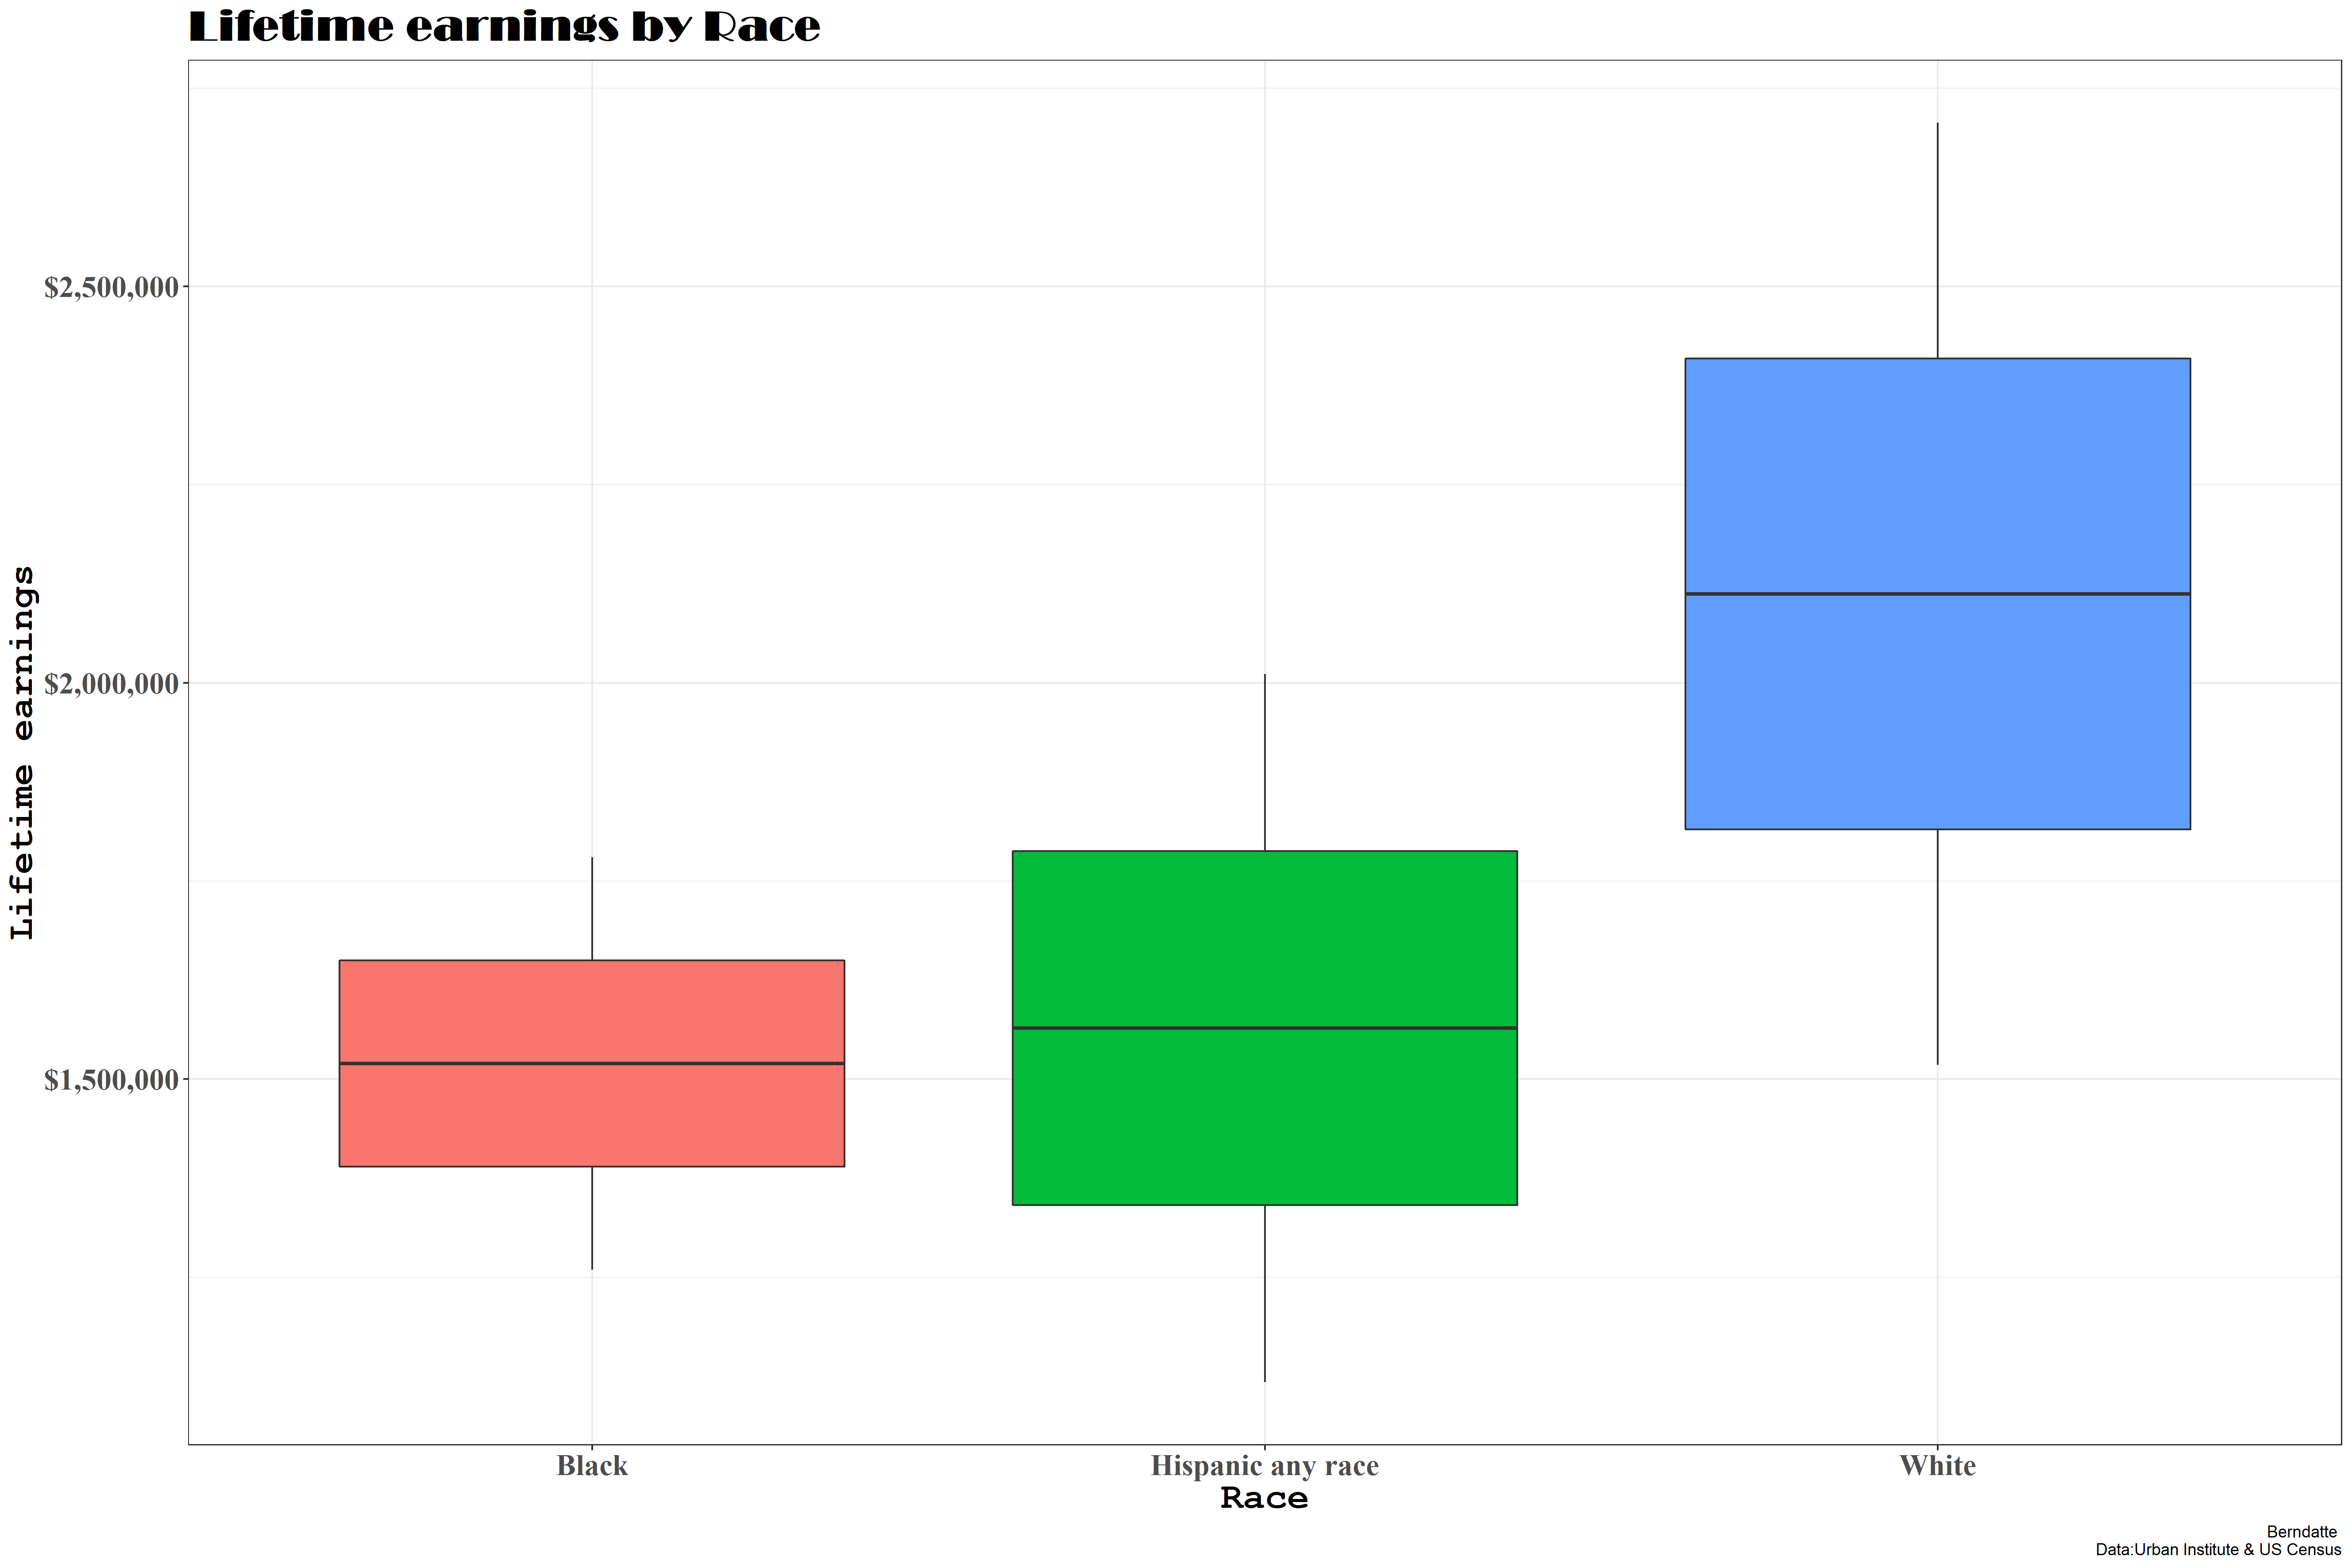 Lifetime earnings by Race
Lifetime earnings
$2,500,000
$2,000,000
$1,500,000
Black
Hispanic any race
White
Race
Berndatte
Data:Urban Institute & US Census